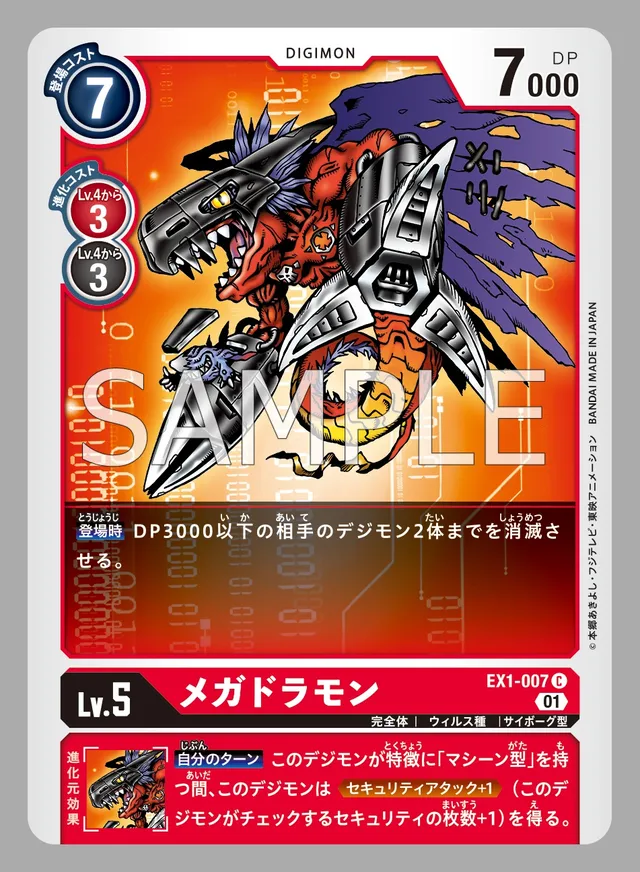 DIGIMON
登場コスト
7
DP
7000
進化コスト
Lv.4から
3
Lv.4から
3
SAMPLE
登場時 DP3000以下の相手のデジモン2体までを消滅さ
せる。
© 本郷あきよし・フジテレビ・東映アニメーション BANDAI MADE IN JAPAN
Lv.5
メガドラモン
EX1-007 C
01
完全体 | ウィルス種 | サイボーグ型
進化元効果
自分のターン このデジモンが特徴に「マシーン型」を持
つ間、このデジモンは セキュリティアタック+1 (このデ
ジモンがチェックするセキュリティの枚数+1)を得る。